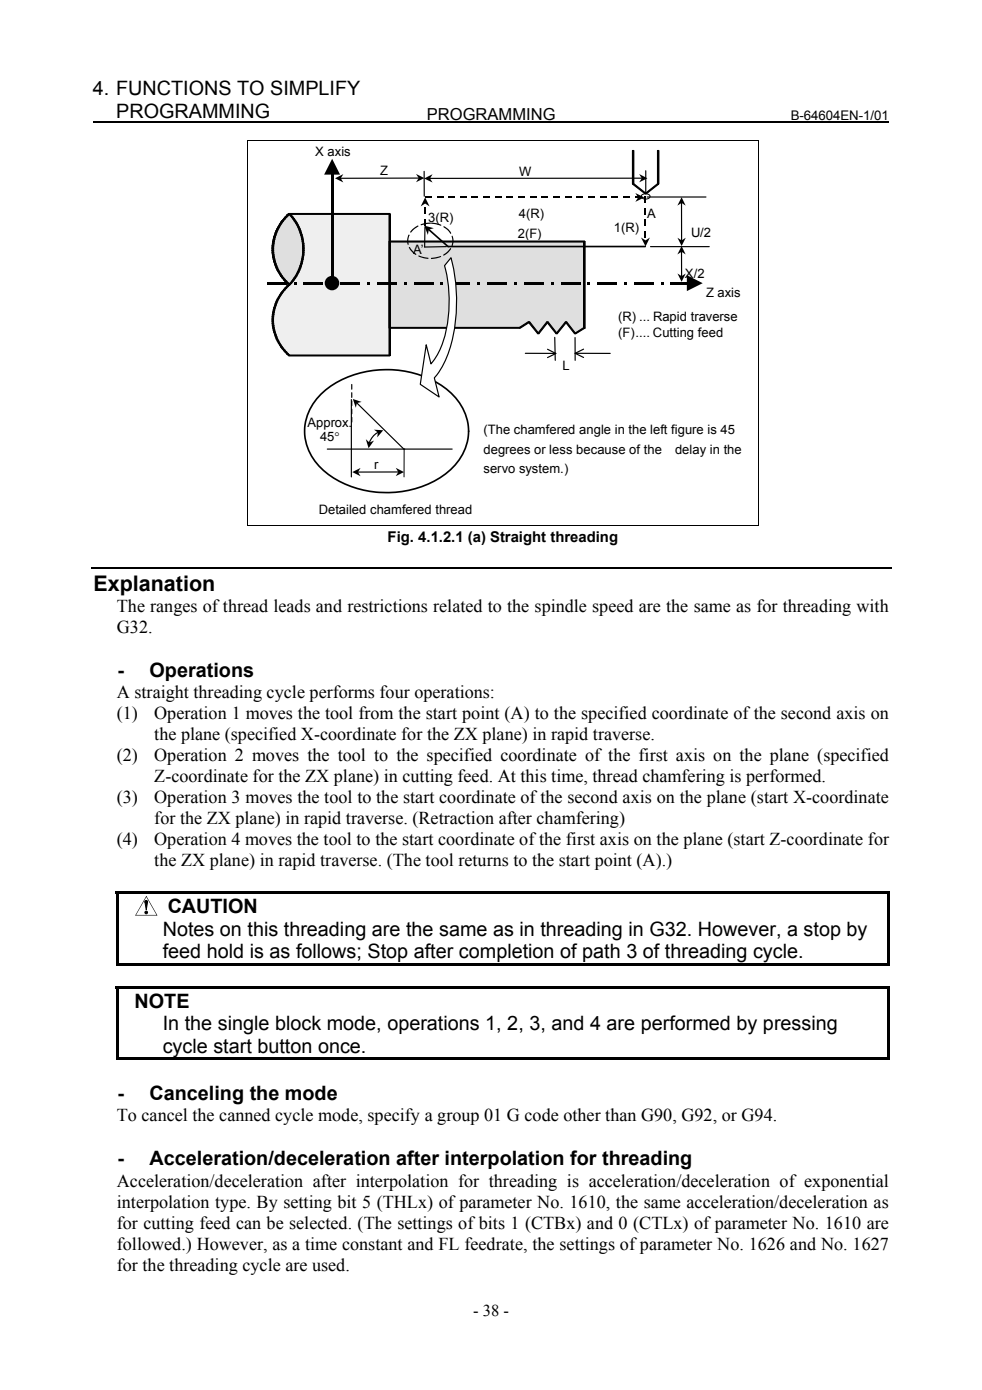 4. FUNCTIONS TO SIMPLIFY
PROGRAMMING PROGRAMMING B-64604EN-1/01
X axis
Z W
3(R) 4(R) A
2(F) 1(R) U/2
A'
X/2
Z axis
(R) ... Rapid traverse
(F).... Cutting feed
L
Approx.
45°
r
(The chamfered angle in the left figure is 45
degrees or less because of the delay in the
servo system.)
Detailed chamfered thread
Fig. 4.1.2.1 (a) Straight threading
Explanation
The ranges of thread leads and restrictions related to the spindle speed are the same as for threading with
G32.
- Operations
A straight threading cycle performs four operations:
(1) Operation 1 moves the tool from the start point (A) to the specified coordinate of the second axis on
the plane (specified X-coordinate for the ZX plane) in rapid traverse.
(2) Operation 2 moves the tool to the specified coordinate of the first axis on the plane (specified
Z-coordinate for the ZX plane) in cutting feed. At this time, thread chamfering is performed.
(3) Operation 3 moves the tool to the start coordinate of the second axis on the plane (start X-coordinate
for the ZX plane) in rapid traverse. (Retraction after chamfering)
(4) Operation 4 moves the tool to the start coordinate of the first axis on the plane (start Z-coordinate for
the ZX plane) in rapid traverse. (The tool returns to the start point (A).)
CAUTION
Notes on this threading are the same as in threading in G32. However, a stop by
feed hold is as follows; Stop after completion of path 3 of threading cycle.
NOTE
In the single block mode, operations 1, 2, 3, and 4 are performed by pressing
cycle start button once.
- Canceling the mode
To cancel the canned cycle mode, specify a group 01 G code other than G90, G92, or G94.
- Acceleration/deceleration after interpolation for threading
Acceleration/deceleration after interpolation for threading is acceleration/deceleration of exponential
interpolation type. By setting bit 5 (THLx) of parameter No. 1610, the same acceleration/deceleration as
for cutting feed can be selected. (The settings of bits 1 (CTBx) and 0 (CTLx) of parameter No. 1610 are
followed.) However, as a time constant and FL feedrate, the settings of parameter No. 1626 and No. 1627
for the threading cycle are used.
- 38 -